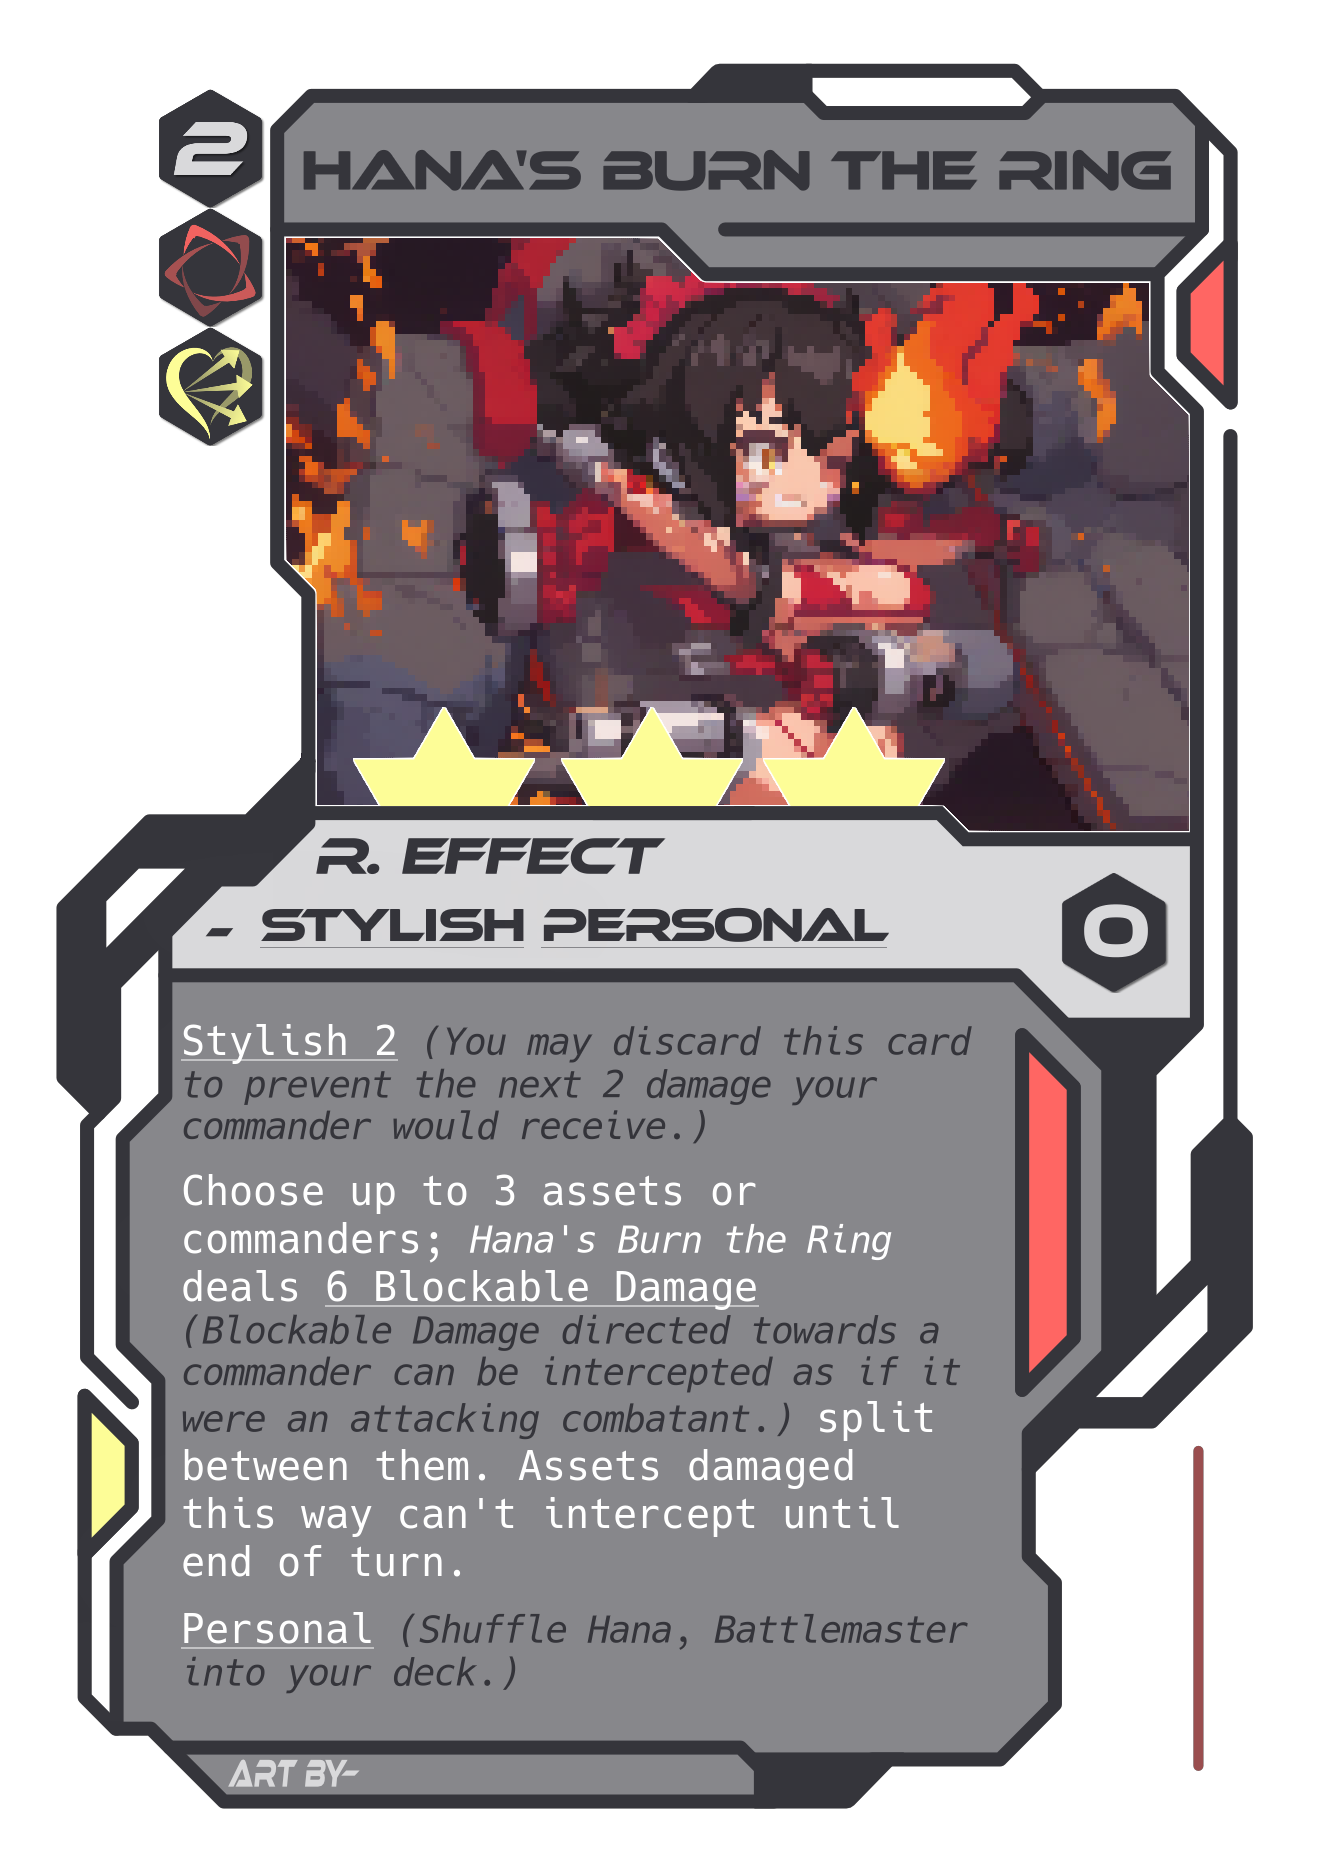 2
HANA'S BURN THE RING
R. EFFECT
- STYLISH PERSONAL
0
Stylish 2 (You may discard this card
to prevent the next 2 damage your
commander would receive.)
Choose up to 3 assets or
commanders; Hana's Burn the Ring
deals 6 Blockable Damage
(Blockable Damage directed towards a
commander can be intercepted as if it
were an attacking combatant.) split
between them. Assets damaged
this way can't intercept until
end of turn.
Personal (Shuffle Hana, Battlemaster
into your deck.)
ART BY-